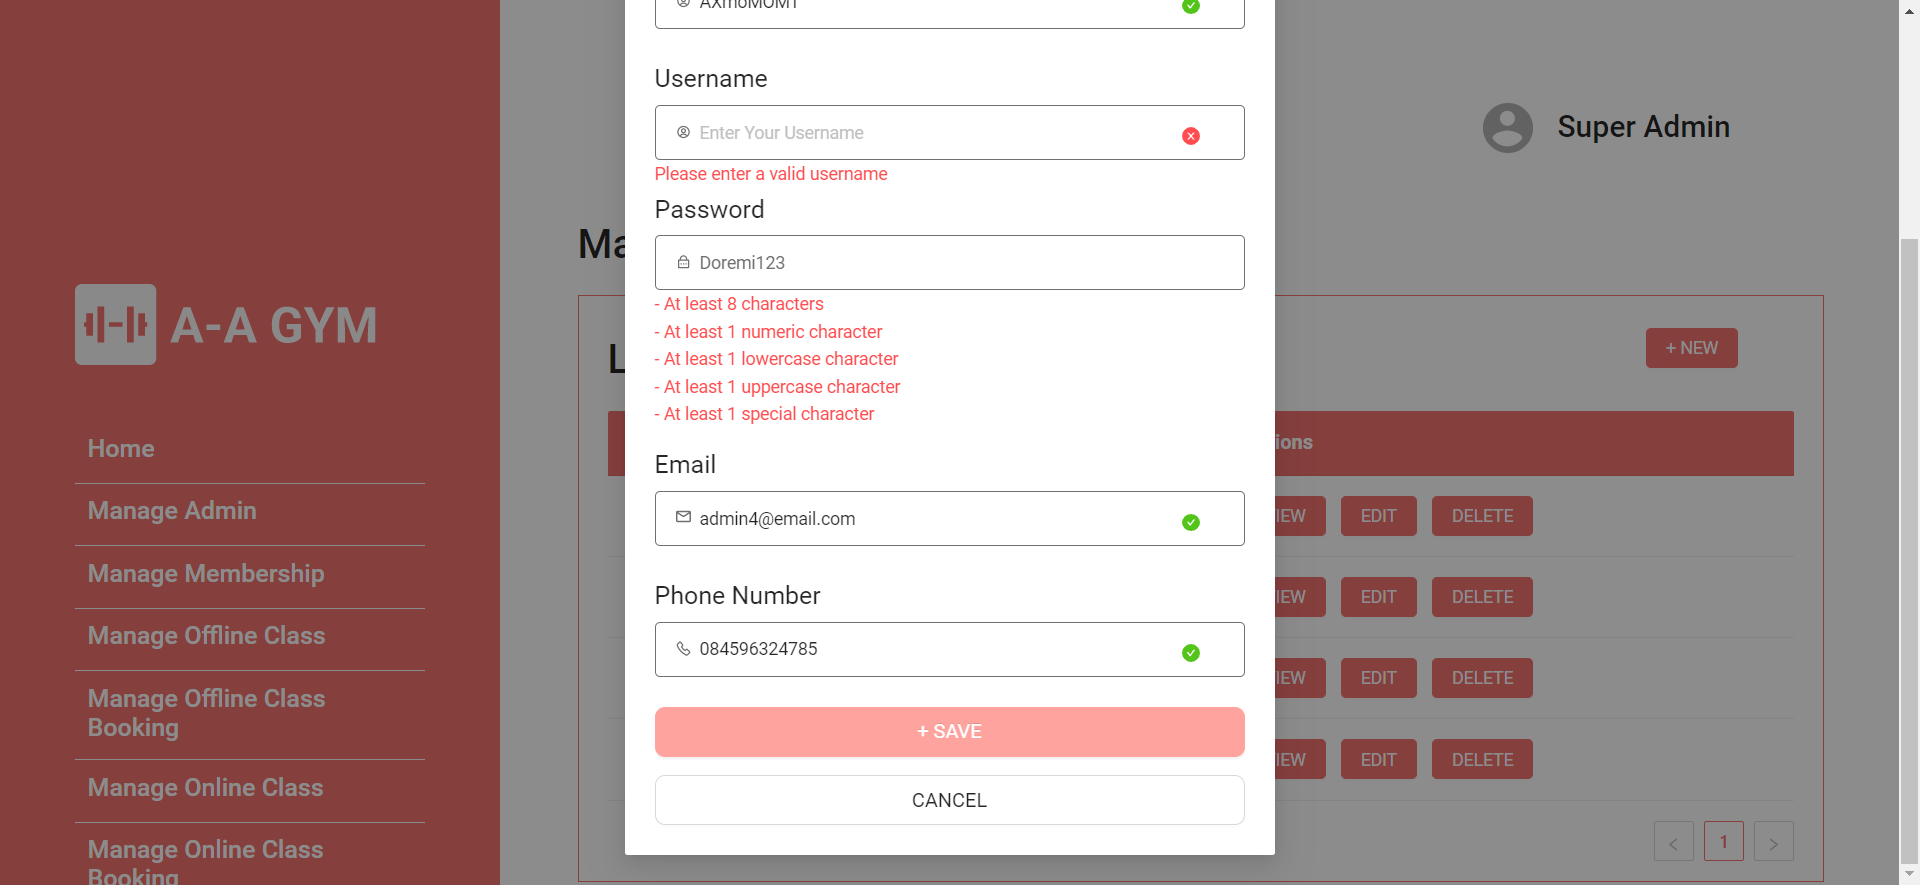 Username
Enter Your Username
Please enter a valid username
Password
Doremi123
- At least 8 characters
- At least 1 numeric character
- At least 1 lowercase character
- At least 1 uppercase character
- At least 1 special character
Email
admin4@email.com
Phone Number
084596324785
+ SAVE
CANCEL
A-A GYM
Home
Manage Admin
Manage Membership
Manage Offline Class
Manage Offline Class
Booking
Manage Online Class
Manage Online Class
Booking
Super Admin
Ma
L
+ NEW
ions
IEW EDIT DELETE
IEW EDIT DELETE
IEW EDIT DELETE
IEW EDIT DELETE
< 1 >